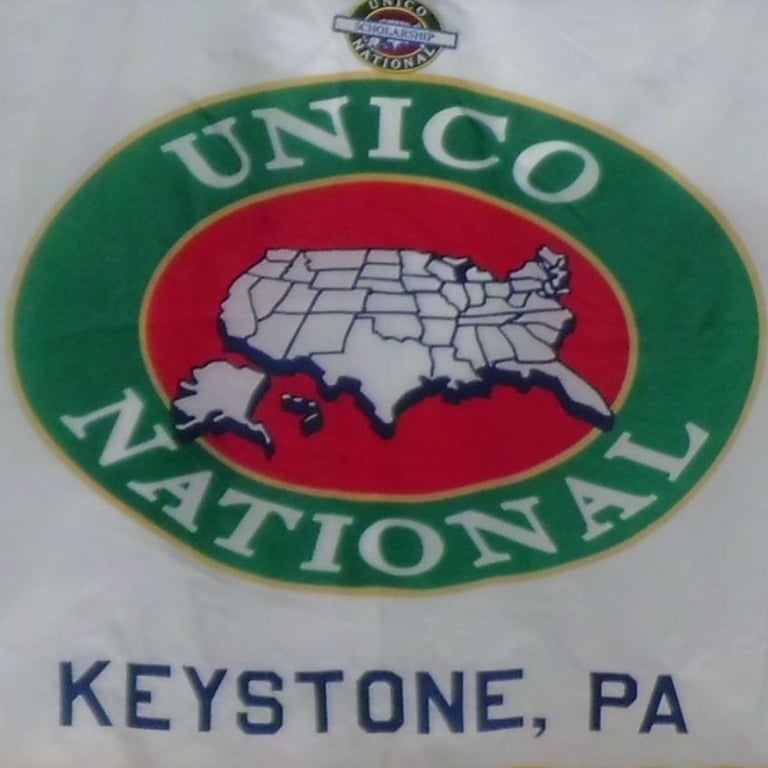 UNICO
SCHOLARSHIP
NATIONAL
UNICO
NATIONAL
KEYSTONE, PA